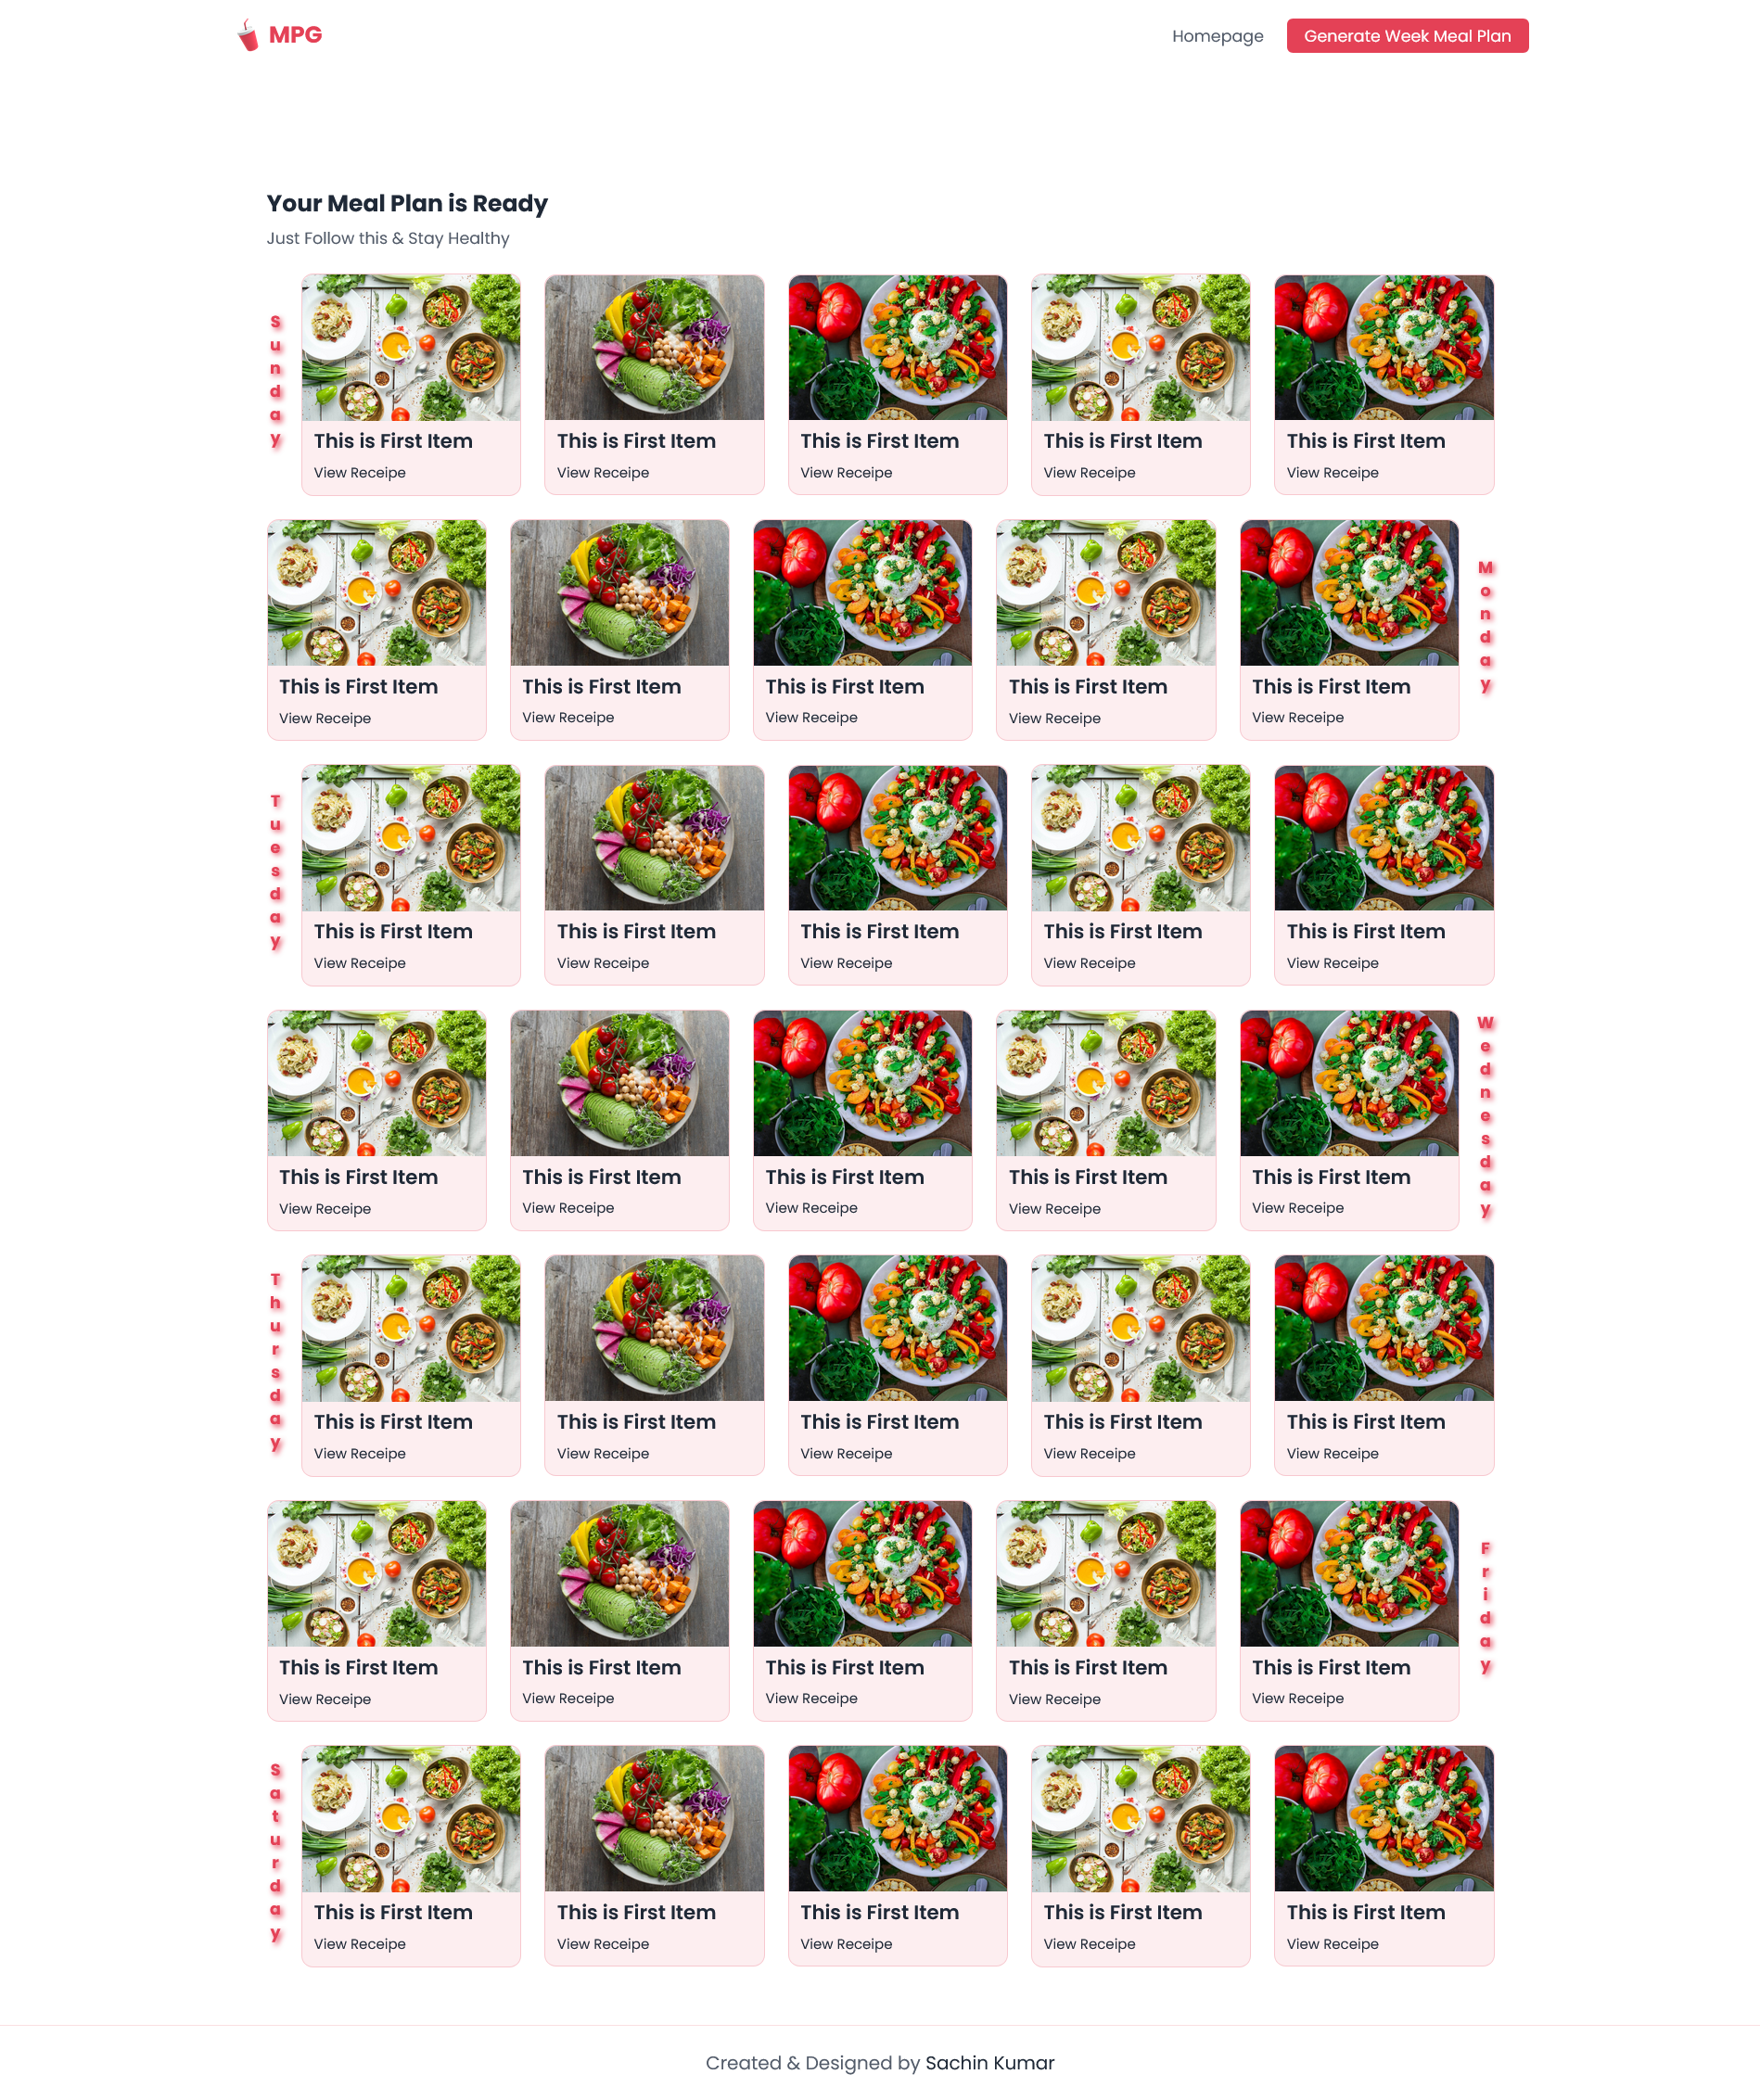 MPG
Homepage
Generate Week Meal Plan
Your Meal Plan is Ready
Just Follow this & Stay Healthy
Sunday
This is First Item
This is First Item
This is First Item
This is First Item
This is First Item
View Receipe
View Receipe
View Receipe
View Receipe
View Receipe
Monday
This is First Item
This is First Item
This is First Item
This is First Item
This is First Item
View Receipe
View Receipe
View Receipe
View Receipe
View Receipe
Tuesday
This is First Item
This is First Item
This is First Item
This is First Item
This is First Item
View Receipe
View Receipe
View Receipe
View Receipe
View Receipe
Wednesday
This is First Item
This is First Item
This is First Item
This is First Item
This is First Item
View Receipe
View Receipe
View Receipe
View Receipe
View Receipe
Thursday
This is First Item
This is First Item
This is First Item
This is First Item
This is First Item
View Receipe
View Receipe
View Receipe
View Receipe
View Receipe
Friday
This is First Item
This is First Item
This is First Item
This is First Item
This is First Item
View Receipe
View Receipe
View Receipe
View Receipe
View Receipe
Saturday
This is First Item
This is First Item
This is First Item
This is First Item
This is First Item
View Receipe
View Receipe
View Receipe
View Receipe
View Receipe
Created & Designed by Sachin Kumar